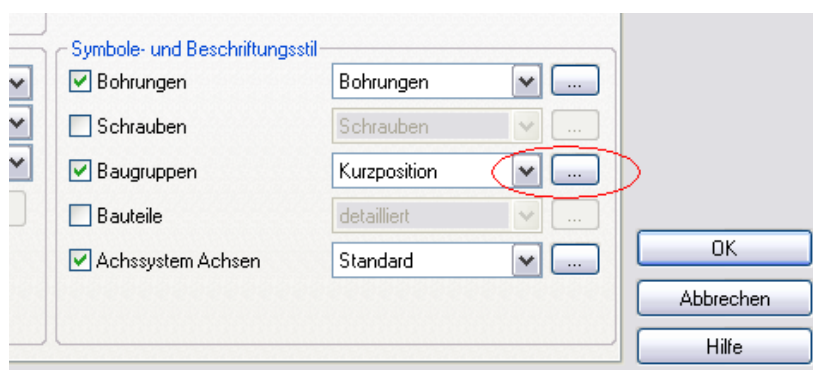 Symbole- und Beschriftungsstil
Bohrungen Bohrungen ...
Schrauben Schrauben ...
Baugruppen Kurzposition ...
Bauteile detailliert ...
Achssystem Achsen Standard ...
OK
Abbrechen
Hilfe